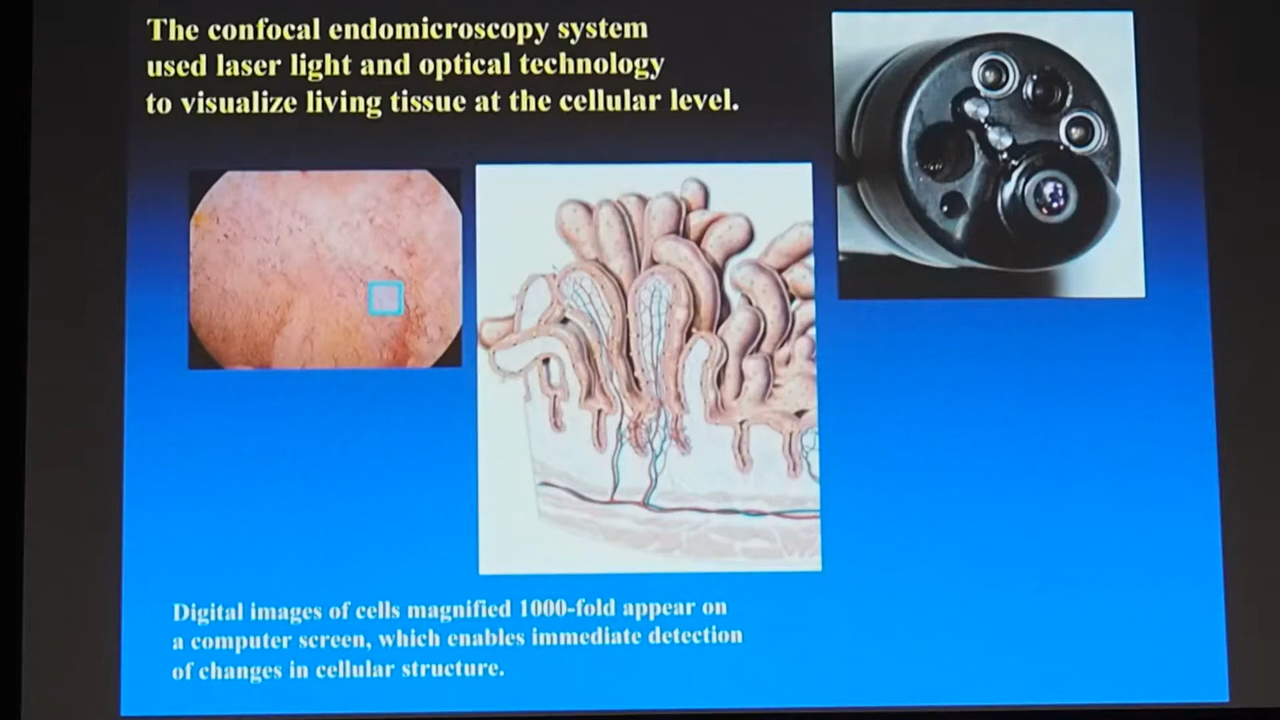 The confocal endomicroscopy system
used laser light and optical technology
to visualize living tissue at the cellular level.
Digital images of cells magnified 1000-fold appear on
a computer screen, which enables immediate detection
of changes in cellular structure.